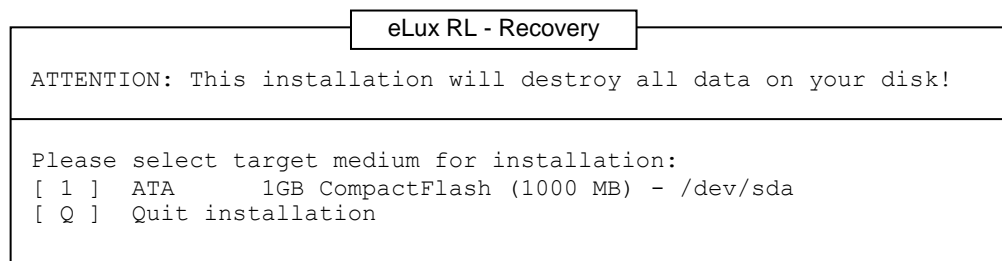 eLux RL - Recovery
ATTENTION: This installation will destroy all data on your disk!
Please select target medium for installation:
[ 1 ]  ATA      1GB CompactFlash (1000 MB) - /dev/sda
[ Q ]  Quit installation